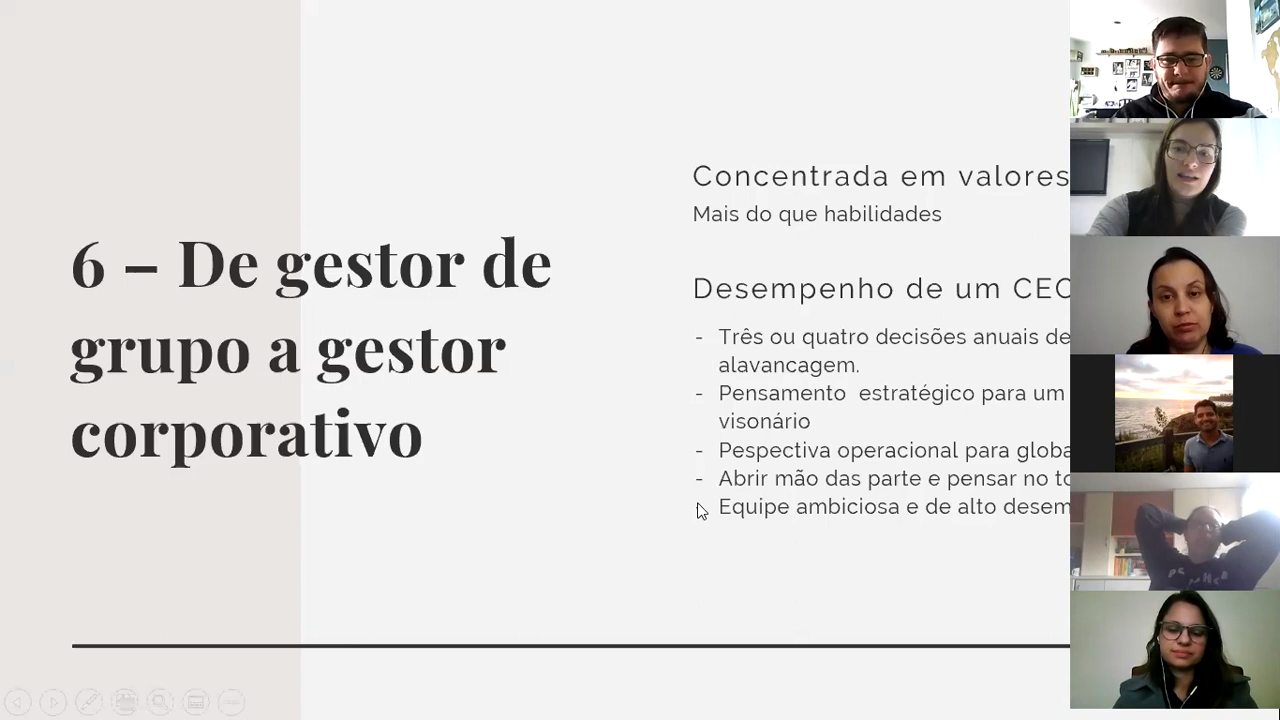 6 – De gestor de
grupo a gestor
corporativo
Concentrada em valores
Mais do que habilidades
Desempenho de um
- Três ou quatro decisões anuais de
alavancagem.
- Pensamento estratégico para um
visonário
- Pespectiva operacional para
- Abrir mão das parte e pensar no
- Equipe ambiciosa e de alto